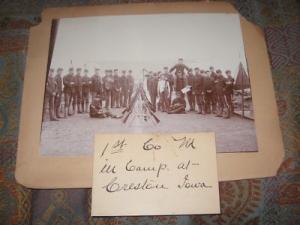 1st Co M
in Camp. at
Creston Iowa